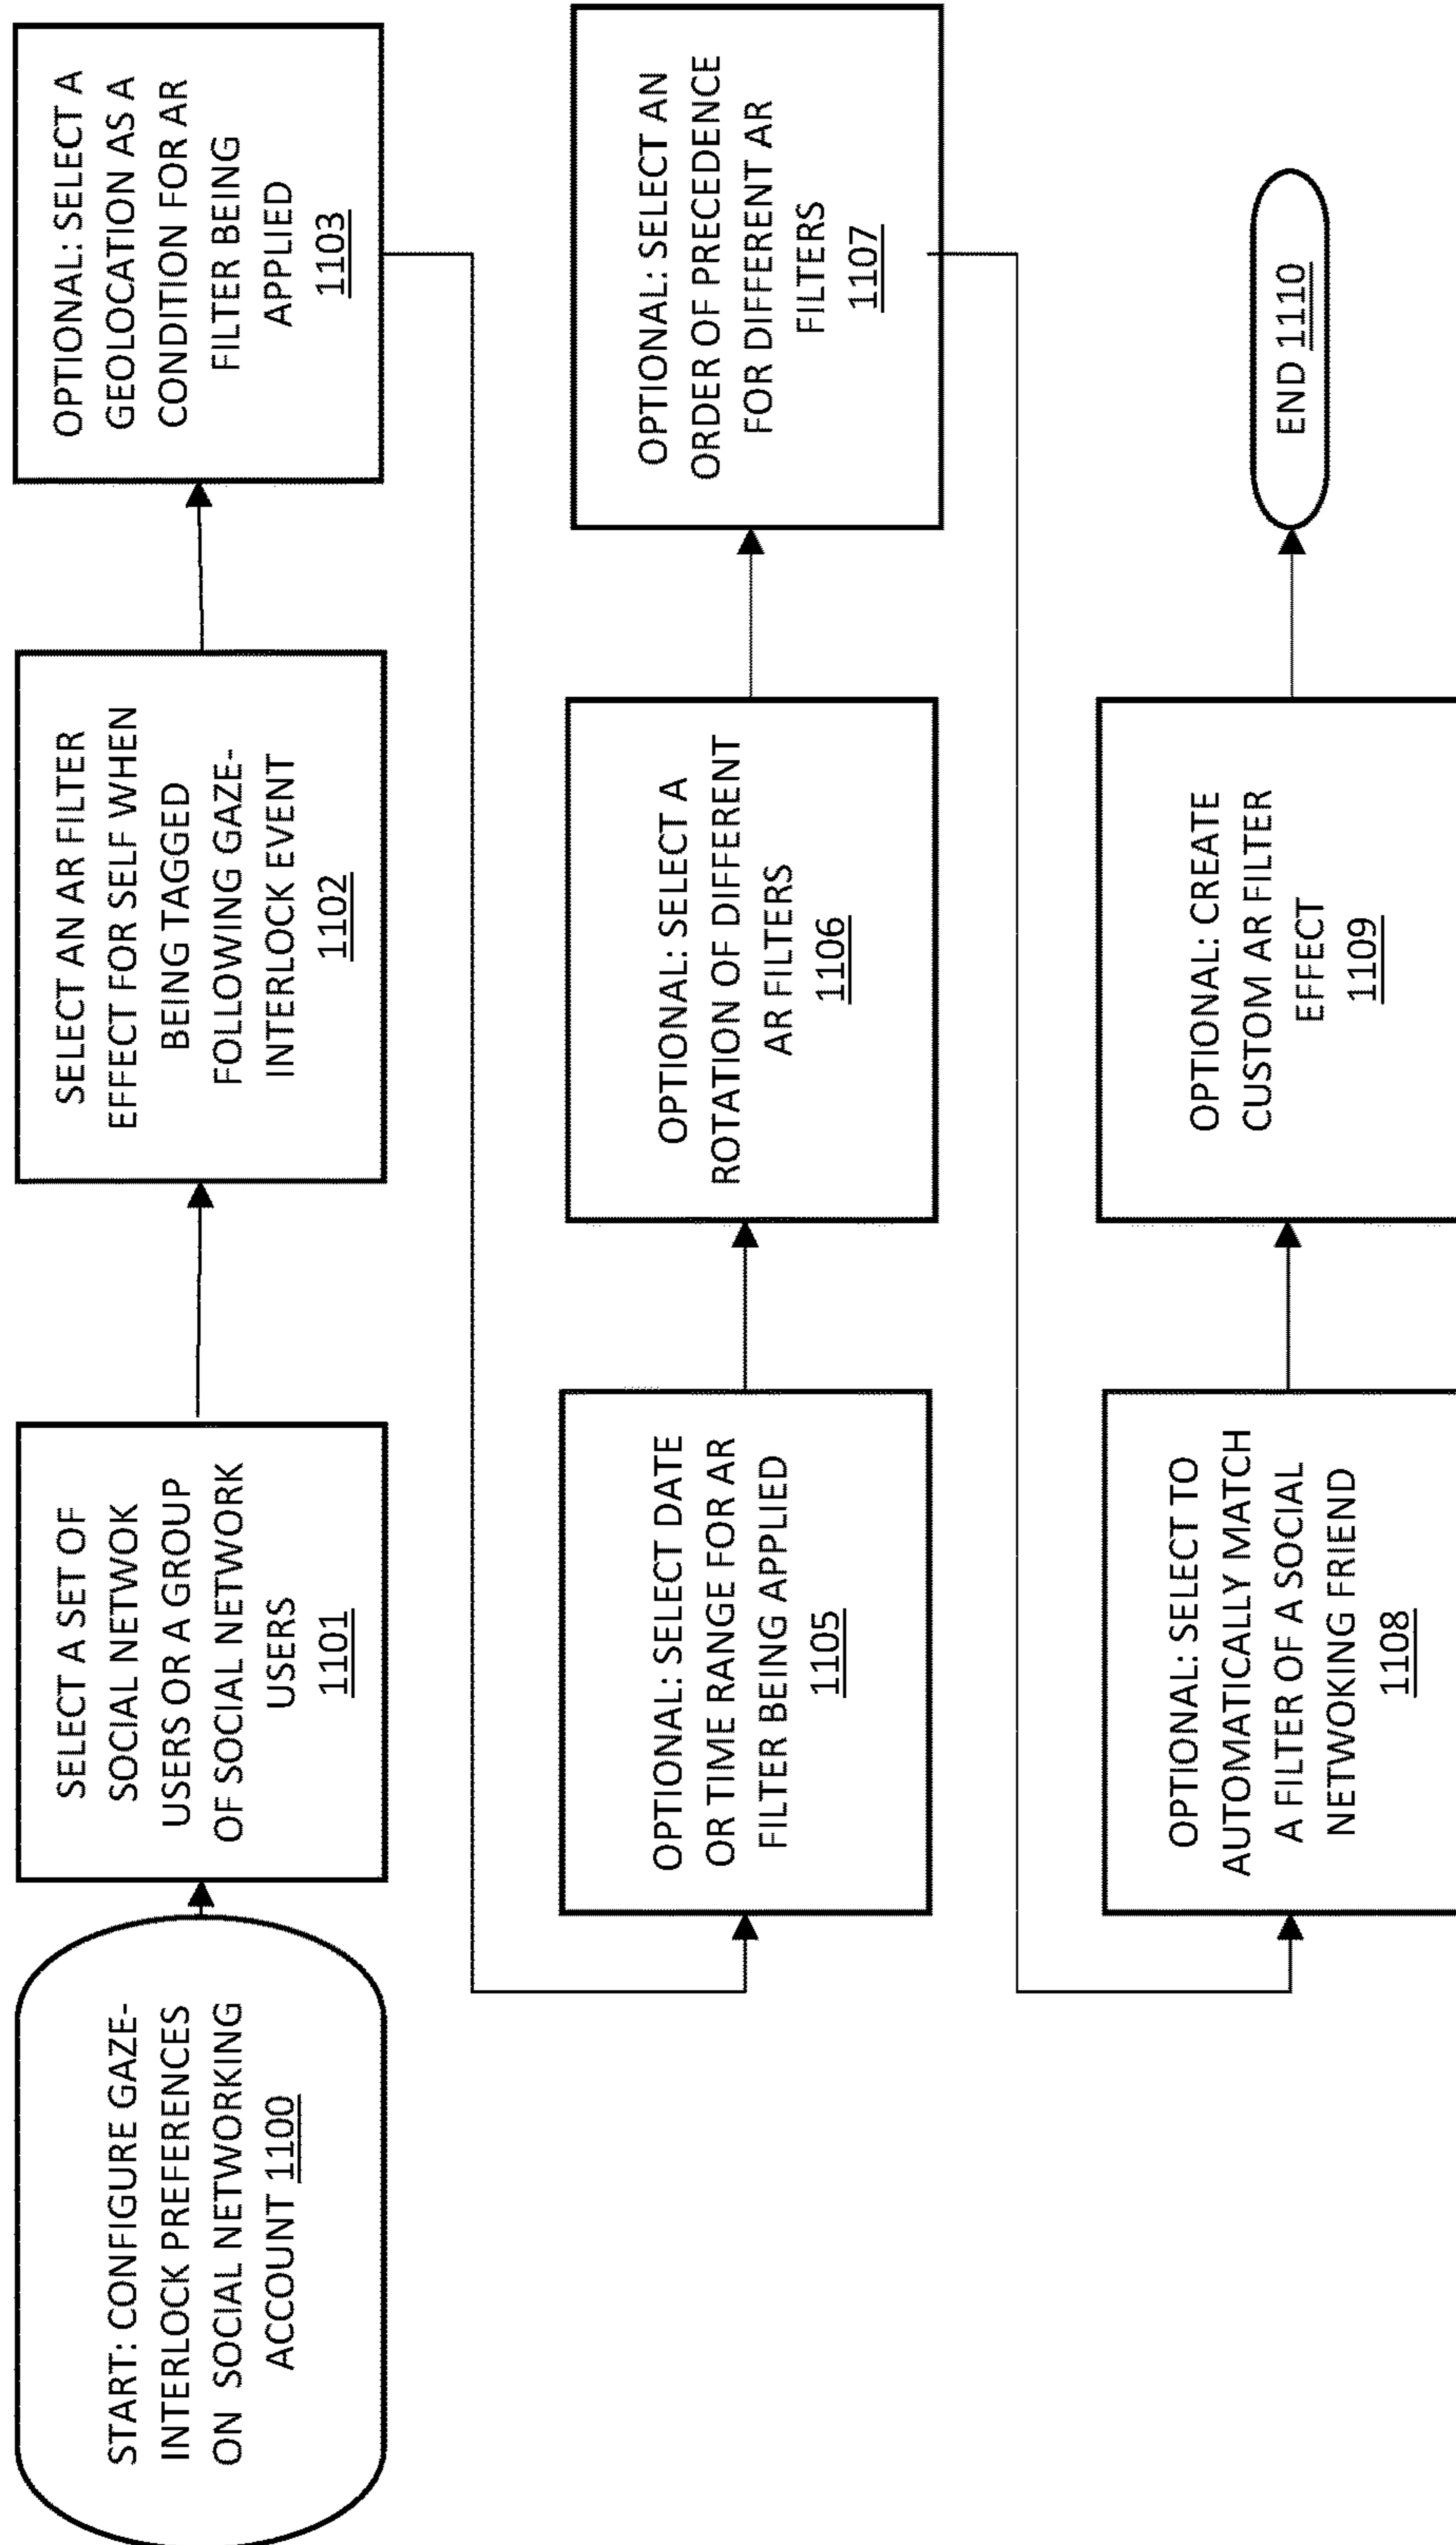 START: CONFIGURE GAZE-
INTERLOCK PREFERENCES
ON SOCIAL NETWORKING
ACCOUNT 1100
SELECT A SET OF
SOCIAL NETWOK
USERS OR A GROUP
OF SOCIAL NETWORK
USERS
1101
SELECT AN AR FILTER
EFFECT FOR SELF WHEN
BEING TAGGED
FOLLOWING GAZE-
INTERLOCK EVENT
1102
OPTIONAL: SELECT A
GEOLOCATION AS A
CONDITION FOR AR
FILTER BEING
APPLIED
1103
OPTIONAL: SELECT DATE
OR TIME RANGE FOR AR
FILTER BEING APPLIED
1105
OPTIONAL: SELECT A
ROTATION OF DIFFERENT
AR FILTERS
1106
OPTIONAL: SELECT AN
ORDER OF PRECEDENCE
FOR DIFFERENT AR
FILTERS
1107
OPTIONAL: SELECT TO
AUTOMATICALLY MATCH
A FILTER OF A SOCIAL
NETWOKING FRIEND
1108
OPTIONAL: CREATE
CUSTOM AR FILTER
EFFECT
1109
END 1110